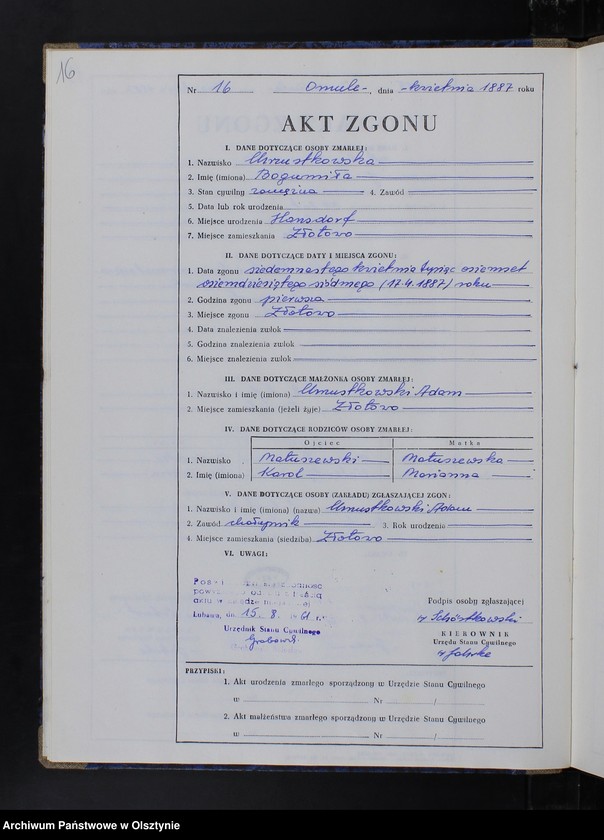 16
Nr 16 Omule-, dnia - kwietnia 1887 roku
AKT ZGONU
I. DANE DOTYCZĄCE OSOBY ZMARŁEJ:
1. Nazwisko
2. Imię (imiona) Bogumiła
3. Stan cywilny zamężna 4. Zawód
5. Data lub rok urodzenia
6. Miejsce urodzenia Hansdorf
7. Miejsce zamieszkania Złotowo
II. DANE DOTYCZĄCE DATY I MIEJSCA ZGONU:
1. Data zgonu siedemnastego kwietnia tysiąc osiemset
osiemdziesiątego siódmego (17.4.1887) roku
2. Godzina zgonu pierwsza
3. Miejsce zgonu Złotowo
4. Data znalezienia zwłok
5. Godzina znalezienia zwłok
6. Miejsce znalezienia zwłok
III. DANE DOTYCZĄCE MAŁŻONKA OSOBY ZMARŁEJ:
1. Nazwisko i imię (imiona) Adam
2. Miejsce zamieszkania (jeżeli żyje) Złotowo
IV. DANE DOTYCZĄCE RODZICÓW OSOBY ZMARŁEJ:
Ojciec Matka
1. Nazwisko Matuszewski Matuszewska
2. Imię (imiona) Karol Marianna
V. DANE DOTYCZĄCE OSOBY (ZAKŁADU) ZGŁASZAJĄCEJ ZGON:
1. Nazwisko i imię (imiona) (nazwa) Adam
2. Zawód chałupnik 3. Rok urodzenia
4. Miejsce zamieszkania (siedziba) Złotowo
VI. UWAGI:
Lubawa, dn. 15. 8. 1961 r.
Urzędnik Stanu Cywilnego
Podpis osoby zgłaszającej
KIEROWNIK
Urzędu Stanu Cywilnego
PRZYPISKI:
1. Akt urodzenia zmarłego sporządzony w Urzędzie Stanu Cywilnego
w Nr /
2. Akt małżeństwa zmarłego sporządzony w Urzędzie Stanu Cywilnego
w Nr /
Archiwum Państwowe w Olsztynie